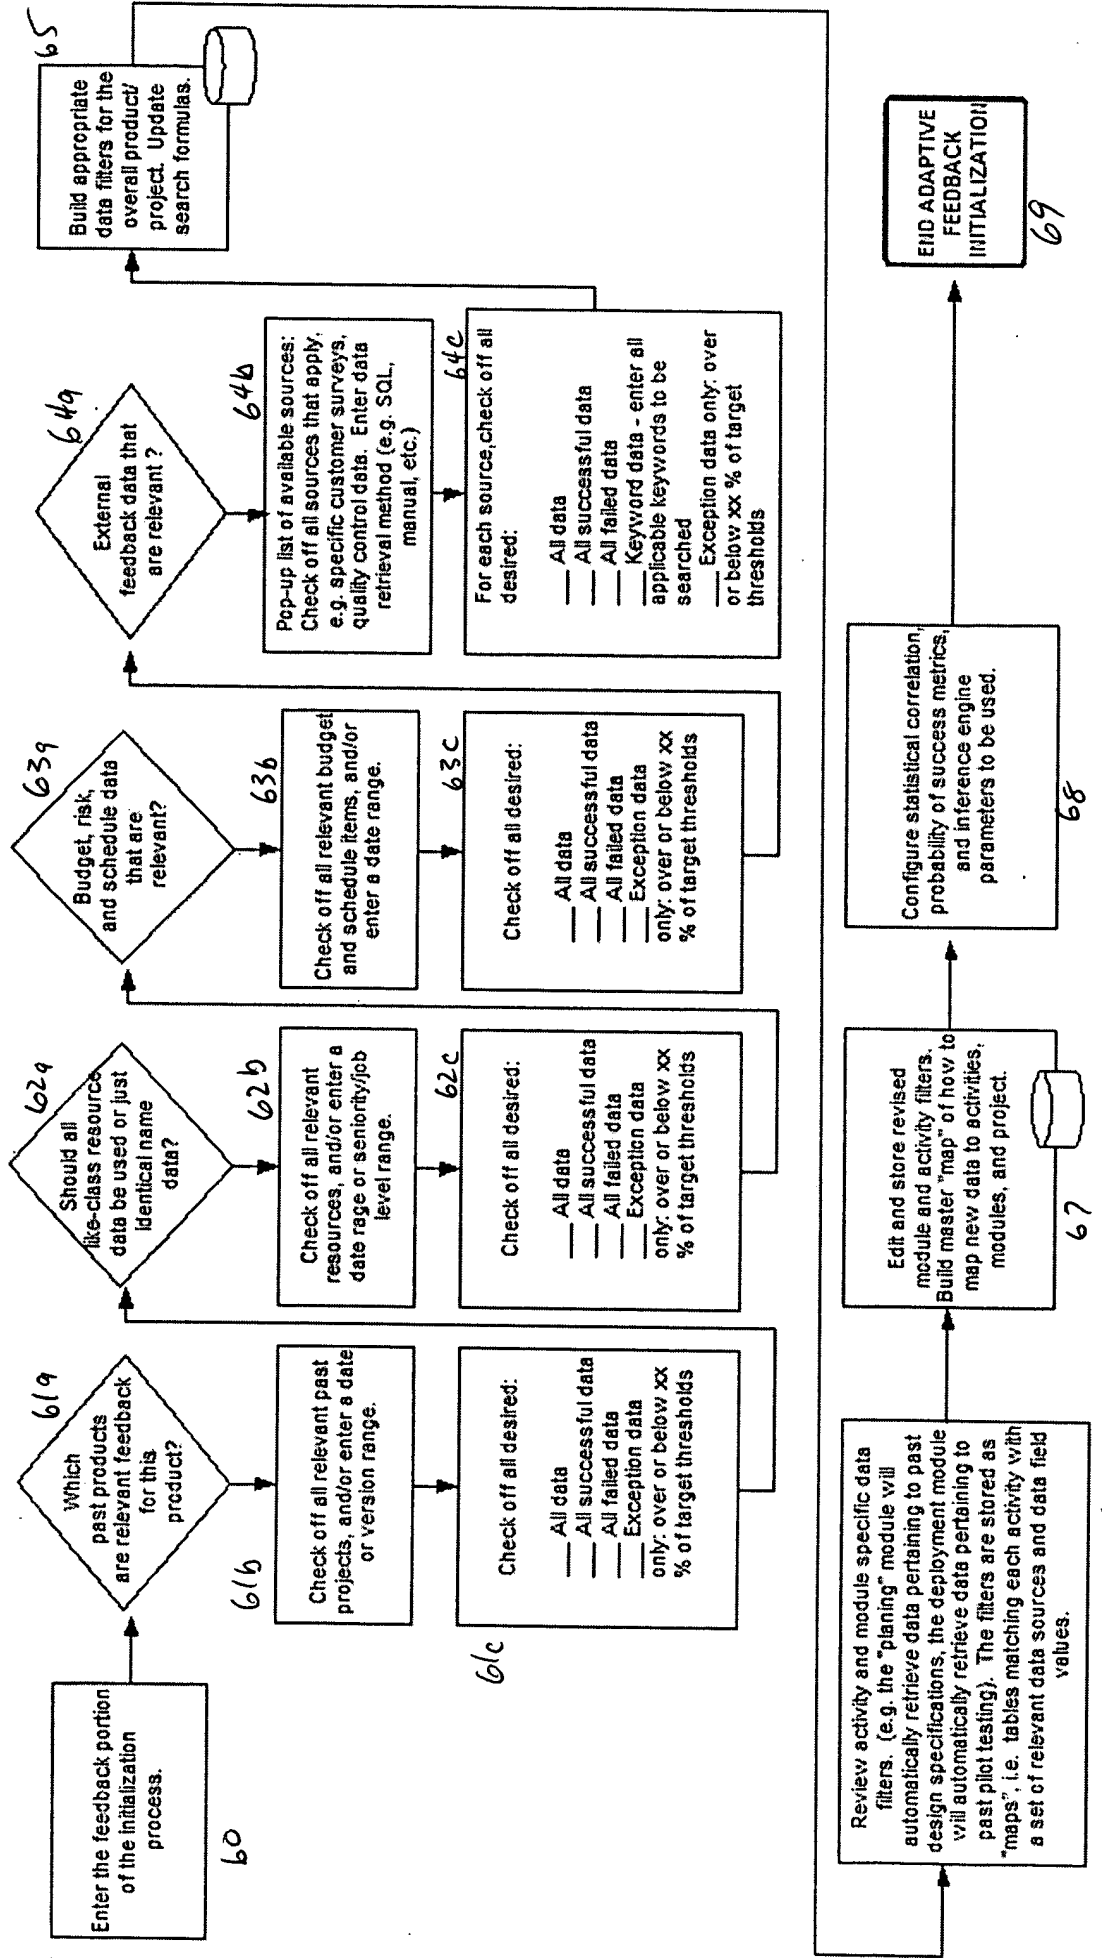 Enter the feedback portion
of the initialization
process.
60
Which
past products
are relevant feedback
for this
product?
61a
61b
Check off all relevant past
projects, and/or enter a date
or version range.
61c
Check off all desired:
___ All data
___ All successful data
___ All failed data
___ Exception data
only: over or below xx
% of target thresholds
Should all
like-class resource
data be used or just
identical name
data?
62a
62b
Check off all relevant
resources, and/or enter a
date range or seniority/job
level range.
62c
Check off all desired:
___ All data
___ All successful data
___ All failed data
___ Exception data
only: over or below xx
% of target thresholds
Budget, risk,
and schedule data
that are
relevant?
63a
63b
Check off all relevant budget
and schedule items, and/or
enter a date range.
63c
Check off all desired:
___ All data
___ All successful data
___ All failed data
___ Exception data
only: over or below xx
% of target thresholds
External
feedback data that
are relevant ?
64a
64b
Pop-up list of available sources:
Check off all sources that apply,
e.g. specific customer surveys,
quality control data. Enter data
retrieval method (e.g. SQL,
manual, etc.)
64c
For each source, check off all
desired:
___ All data
___ All successful data
___ All failed data
___ Keyword data - enter all
applicable keywords to be
searched
___ Exception data only: over
or below xx % of target
thresholds
65
Build appropriate
data filters for the
overall product/
project. Update
search formulas.
Review activity and module specific data
filters. (e.g. the "planing" module will
automatically retrieve data pertaining to past
design specifications, the deployment module
will automatically retrieve data pertaining to
past pilot testing). The filters are stored as
"maps", i.e. tables matching each activity with
a set of relevant data sources and data field
values.
Edit and store revised
module and activity filters.
Build master "map" of how to
map new data to activities,
modules, and project.
67
Configure statistical correlation,
probability of success metrics,
and inference engine
parameters to be used.
68
END ADAPTIVE
FEEDBACK
INITIALIZATION
69